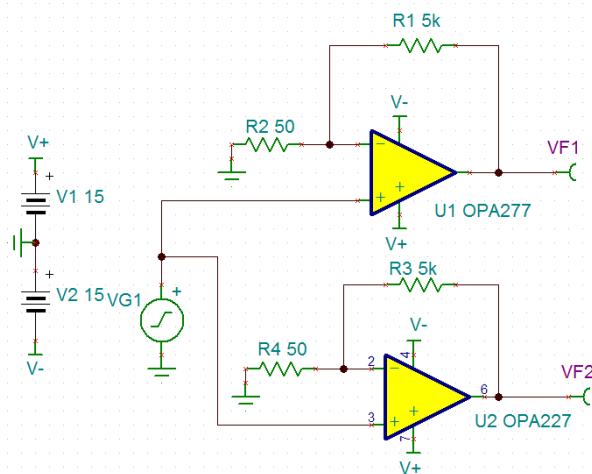 R1 5k
V-
R2 50
V+
VF1
V1 15
U1 OPA277
V+
R3 5k
V2 15
VG1
V-
R4 50
V-
2
4
6
VF2
3
U2 OPA227
7
V+